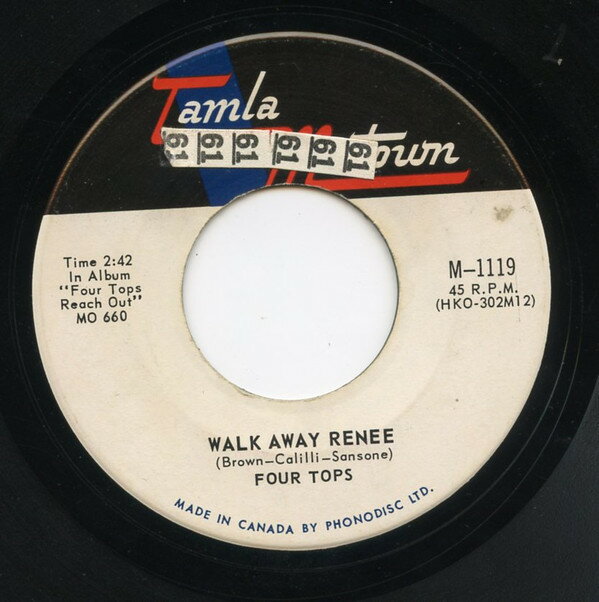 Tamla
61 61 61 61 61 61
town
Time 2:42
In Album
"Four Tops
Reach Out"
MO 660
M-1119
45 R.P.M.
(HKO-302M12)
WALK AWAY RENEE
(Brown-Calilli-Sansone)
FOUR TOPS
MADE IN CANADA BY PHONODISC LTD.